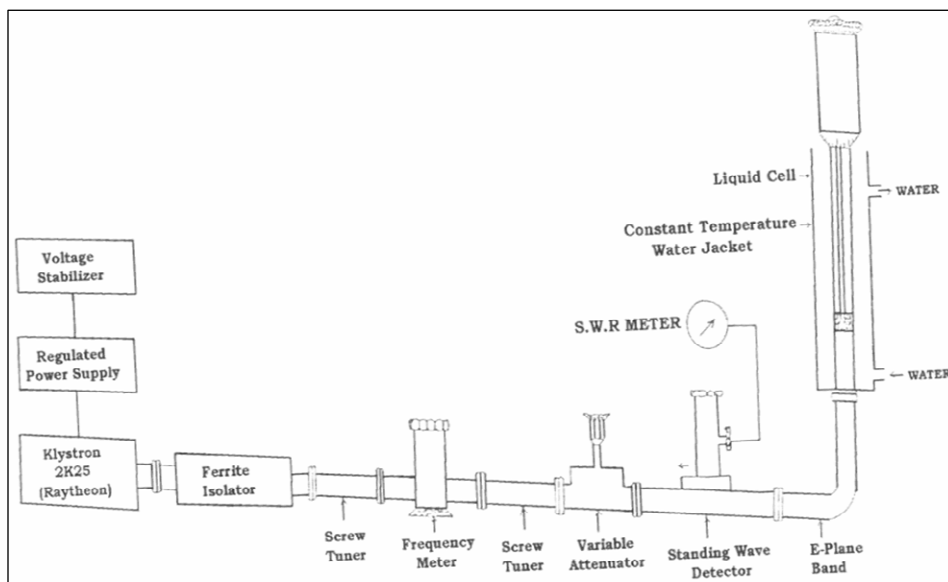 Liquid Cell
WATER
Constant Temperature
Water Jacket
Voltage
Stabilizer
S.W.R METER
Regulated
Power Supply
WATER
Klystron
2K25
(Raytheon)
Ferrite
Isolator
Screw
Tuner
Frequency
Meter
Screw
Tuner
Variable
Attenuator
Standing Wave
Detector
E-Plane
Band